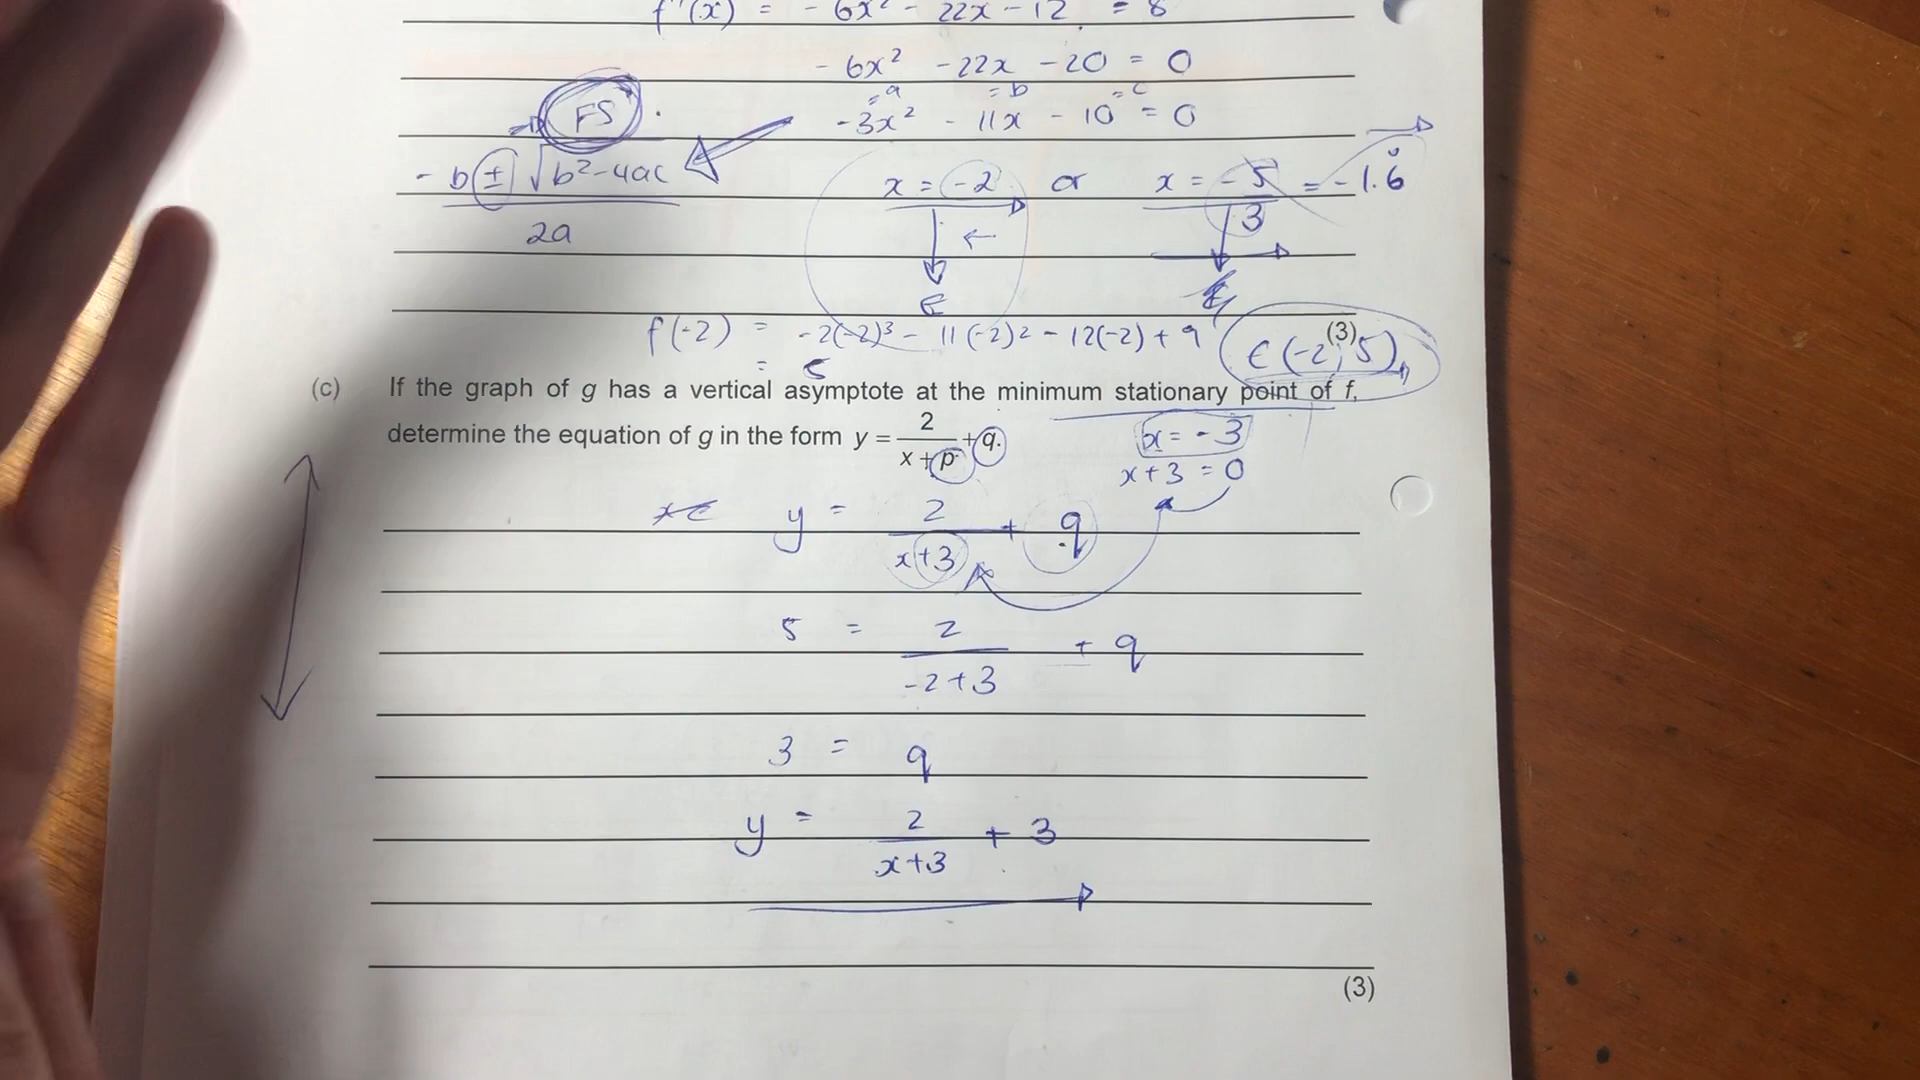 f'(x) = - 6x² - 22x - 12 = 8
- 6x² - 22x - 20 = 0
= a = b = c
FS . -3x² - 11x - 10 = 0
- b ± √b²-4ac x = -2 or x = -5/3 = -1.6̇
2a
E
f(-2) = -2(-2)³ - 11(-2)² - 12(-2) + 9
= 5
(3)
E (-2; 5)
(c) If the graph of g has a vertical asymptote at the minimum stationary point of f,
determine the equation of g in the form y = 2/(x + p) + q.
x = -3
x+3 = 0
y = 2/(x+3) + q
5 = 2/(-2+3) + q
3 = q
y = 2/(x+3) + 3
(3)